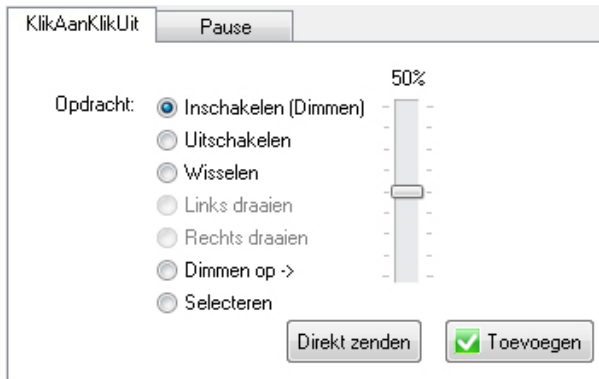 KlikAanKlikUit Pause
50%
Opdracht: Inschakelen (Dimmen)
Uitschakelen
Wisselen
Links draaien
Rechts draaien
Dimmen op ->
Selecteren
Direkt zenden Toevoegen